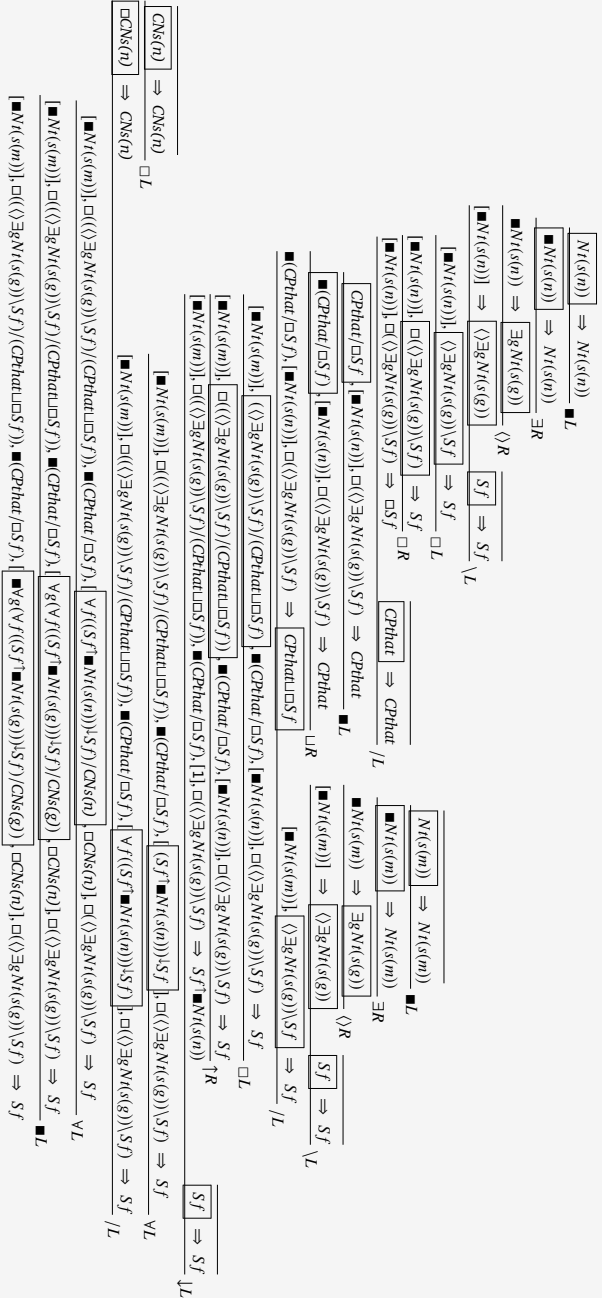 Nt(s(n)) ⇒ Nt(s(n))
■L
■Nt(s(n)) ⇒ Nt(s(n))
∃R
■Nt(s(n)) ⇒ ∃gNt(s(g))
⟨⟩R
[■Nt(s(n))] ⇒ ⟨⟩∃gNt(s(g)) Sf ⇒ Sf
\L
[■Nt(s(n))], ⟨⟩∃gNt(s(g))\Sf ⇒ Sf
□L
[■Nt(s(n))], □(⟨⟩∃gNt(s(g))\Sf) ⇒ Sf
□R
[■Nt(s(n))], □(⟨⟩∃gNt(s(g))\Sf) ⇒ □Sf CPthat ⇒ CPthat
/L
CPthat/□Sf, [■Nt(s(n))], □(⟨⟩∃gNt(s(g))\Sf) ⇒ CPthat
■L
■(CPthat/□Sf), [■Nt(s(n))], □(⟨⟩∃gNt(s(g))\Sf) ⇒ CPthat
⊔R
■(CPthat/□Sf), [■Nt(s(n))], □(⟨⟩∃gNt(s(g))\Sf) ⇒ CPthat⊔□Sf
Nt(s(m)) ⇒ Nt(s(m))
■L
■Nt(s(m)) ⇒ Nt(s(m))
∃R
■Nt(s(m)) ⇒ ∃gNt(s(g))
⟨⟩R
[■Nt(s(m))] ⇒ ⟨⟩∃gNt(s(g)) Sf ⇒ Sf
\L
[■Nt(s(m))], ⟨⟩∃gNt(s(g))\Sf ⇒ Sf
/L
[■Nt(s(m))], (⟨⟩∃gNt(s(g))\Sf)/(CPthat⊔□Sf), ■(CPthat/□Sf), [■Nt(s(n))], □(⟨⟩∃gNt(s(g))\Sf) ⇒ Sf
□L
[■Nt(s(m))], □((⟨⟩∃gNt(s(g))\Sf)/(CPthat⊔□Sf)), ■(CPthat/□Sf), [■Nt(s(n))], □(⟨⟩∃gNt(s(g))\Sf) ⇒ Sf
↑R
[■Nt(s(m))], □((⟨⟩∃gNt(s(g))\Sf)/(CPthat⊔□Sf)), ■(CPthat/□Sf), [1], □(⟨⟩∃gNt(s(g))\Sf) ⇒ Sf↑■Nt(s(n)) Sf ⇒ Sf
↓L
[■Nt(s(m))], □((⟨⟩∃gNt(s(g))\Sf)/(CPthat⊔□Sf)), ■(CPthat/□Sf), [(Sf↑■Nt(s(n)))↓Sf], □(⟨⟩∃gNt(s(g))\Sf) ⇒ Sf
∀L
CNs(n) ⇒ CNs(n)
□L
□CNs(n) ⇒ CNs(n) [■Nt(s(m))], □((⟨⟩∃gNt(s(g))\Sf)/(CPthat⊔□Sf)), ■(CPthat/□Sf), [∀f((Sf↑■Nt(s(n)))↓Sf)], □(⟨⟩∃gNt(s(g))\Sf) ⇒ Sf
/L
[■Nt(s(m))], □((⟨⟩∃gNt(s(g))\Sf)/(CPthat⊔□Sf)), ■(CPthat/□Sf), [∀f((Sf↑■Nt(s(n)))↓Sf)/CNs(n), □CNs(n)], □(⟨⟩∃gNt(s(g))\Sf) ⇒ Sf
∀L
[■Nt(s(m))], □((⟨⟩∃gNt(s(g))\Sf)/(CPthat⊔□Sf)), ■(CPthat/□Sf), [∀g(∀f((Sf↑■Nt(s(g)))↓Sf)/CNs(g)), □CNs(n)], □(⟨⟩∃gNt(s(g))\Sf) ⇒ Sf
■L
[■Nt(s(m))], □((⟨⟩∃gNt(s(g))\Sf)/(CPthat⊔□Sf)), ■(CPthat/□Sf), [■∀g(∀f((Sf↑■Nt(s(g)))↓Sf)/CNs(g)), □CNs(n)], □(⟨⟩∃gNt(s(g))\Sf) ⇒ Sf